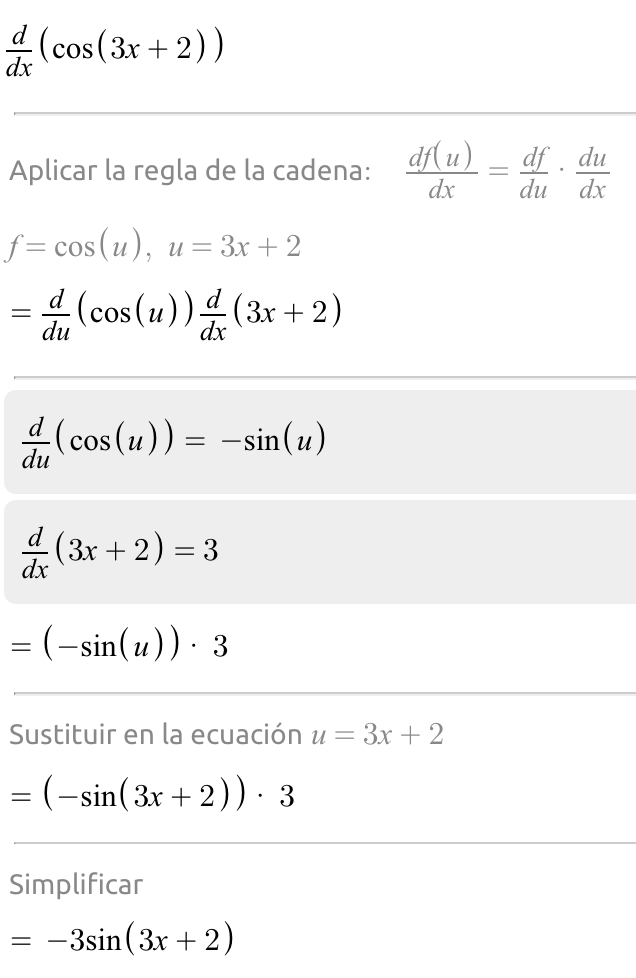 d/dx (cos(3x + 2))
Aplicar la regla de la cadena: df(u)/dx = df/du · du/dx
f = cos(u), u = 3x + 2
= d/du (cos(u)) d/dx (3x + 2)
d/du (cos(u)) = −sin(u)
d/dx (3x + 2) = 3
= (−sin(u)) · 3
Sustituir en la ecuación u = 3x + 2
= (−sin(3x + 2)) · 3
Simplificar
= −3sin(3x + 2)